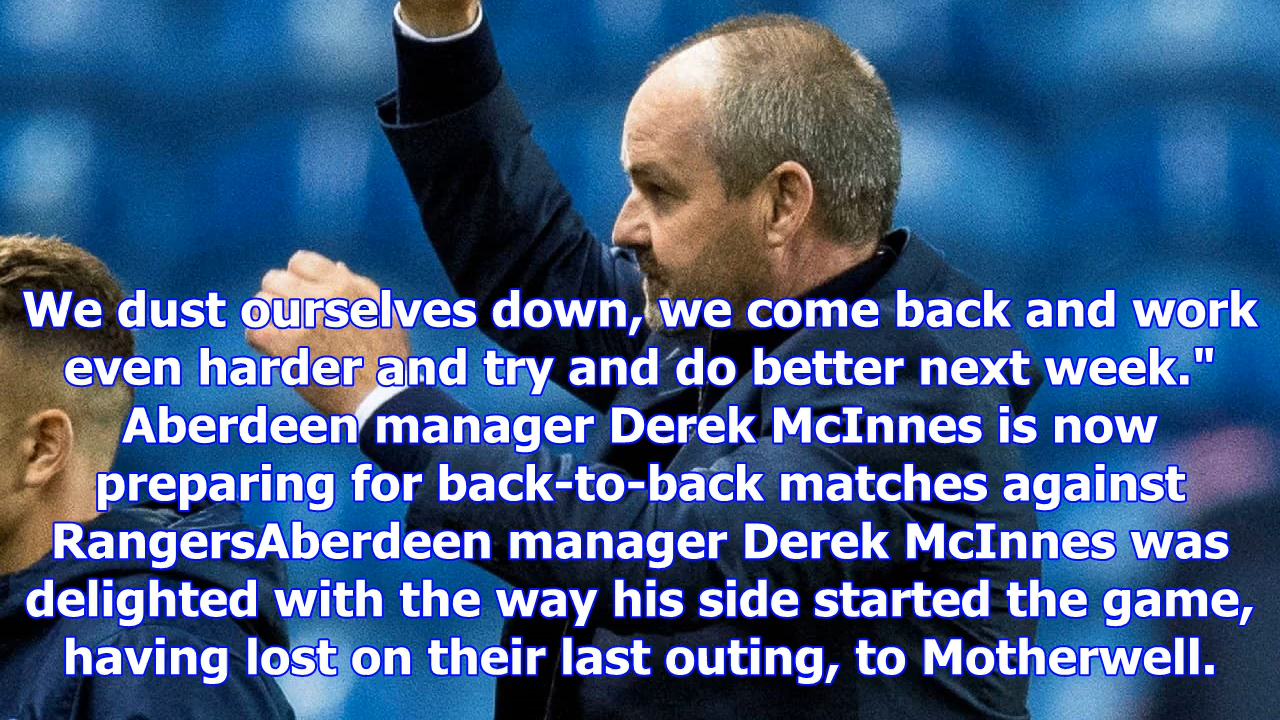 We dust ourselves down, we come back and work
even harder and try and do better next week."
Aberdeen manager Derek McInnes is now
preparing for back-to-back matches against
RangersAberdeen manager Derek McInnes was
delighted with the way his side started the game,
having lost on their last outing, to Motherwell.